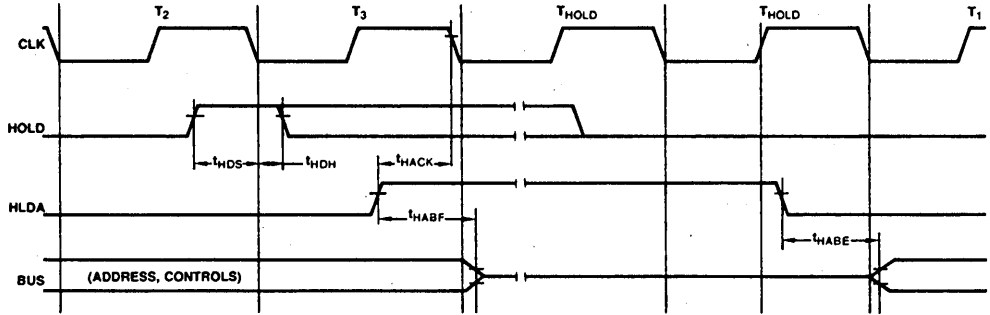 T2 T3 THOLD THOLD T1
CLK
HOLD
tHDS tHDH tHACK
HLDA
tHABF
tHABE
BUS (ADDRESS, CONTROLS)